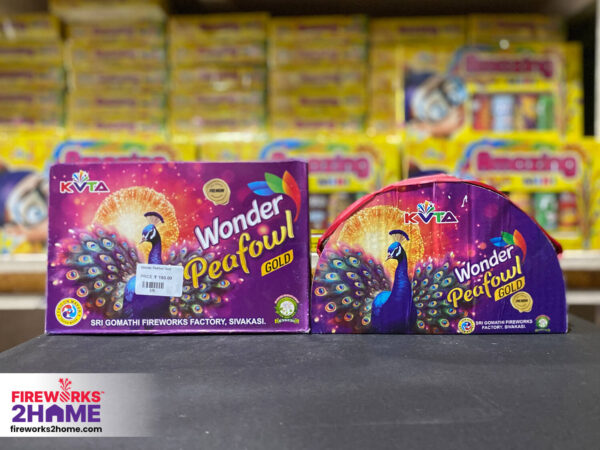 Amazing
Amazing
Amazing
KVTA
PREMIUM
Wonder
Peafowl
GOLD
PRICE ₹
SRI GOMATHI FIREWORKS FACTORY, SIVAKASI.
KVTA
Wonder
Peafowl
GOLD
SRI GOMATHI FIREWORKS
FACTORY, SIVAKASI.
FIREWORKS
2HOME
fireworks2home.com